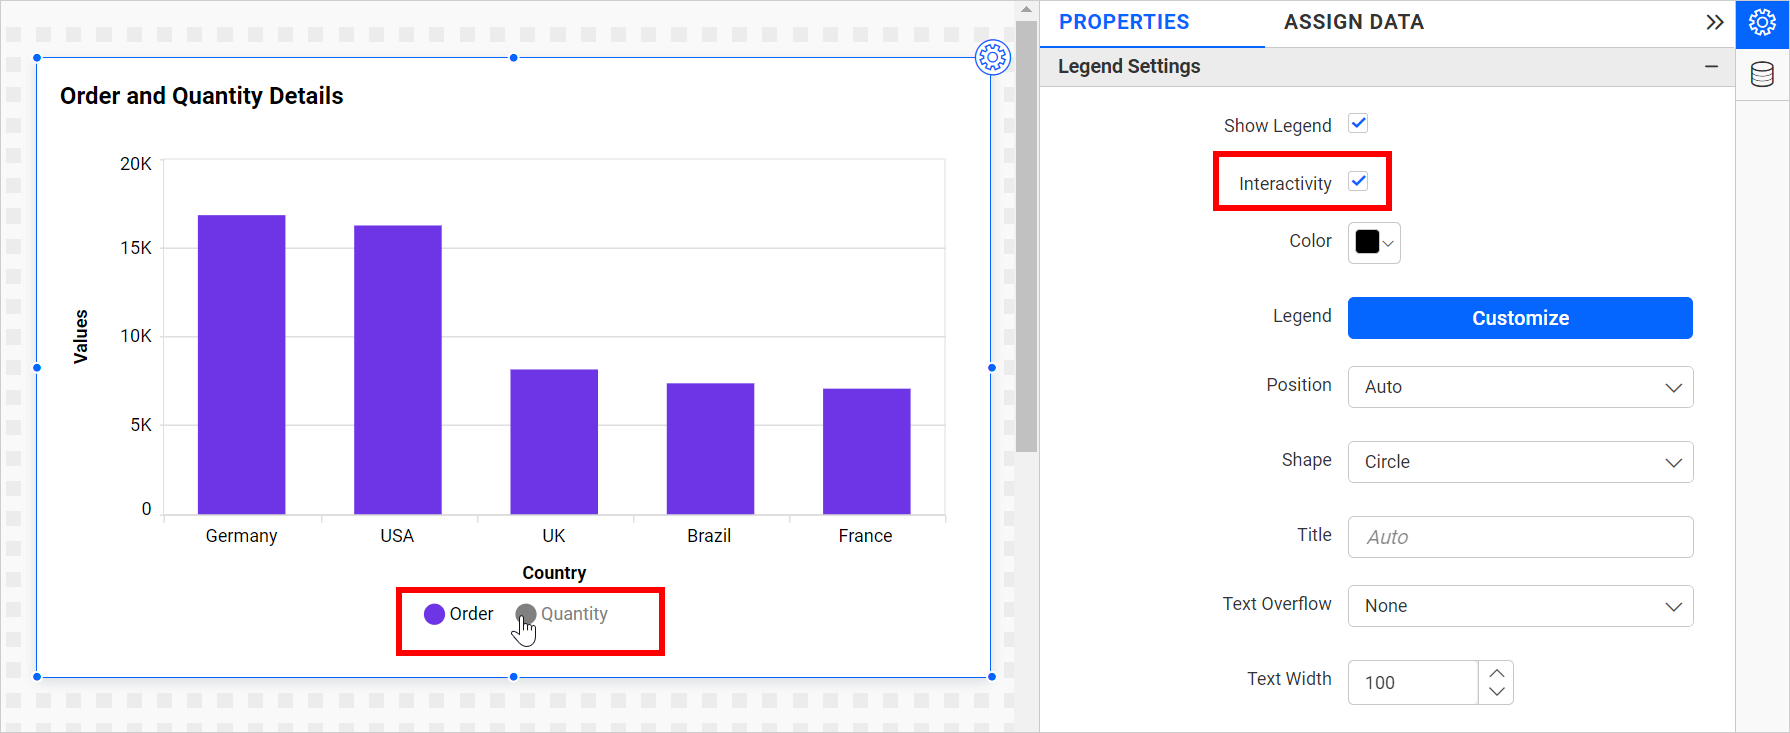 PROPERTIES
ASSIGN DATA
Legend Settings
Order and Quantity Details
20K
15K
10K
5K
0
Values
Germany
USA
UK
Brazil
France
Country
Order
Quantity
Show Legend
Interactivity
Color
Legend
Customize
Position
Auto
Shape
Circle
Title
Auto
Text Overflow
None
Text Width
100